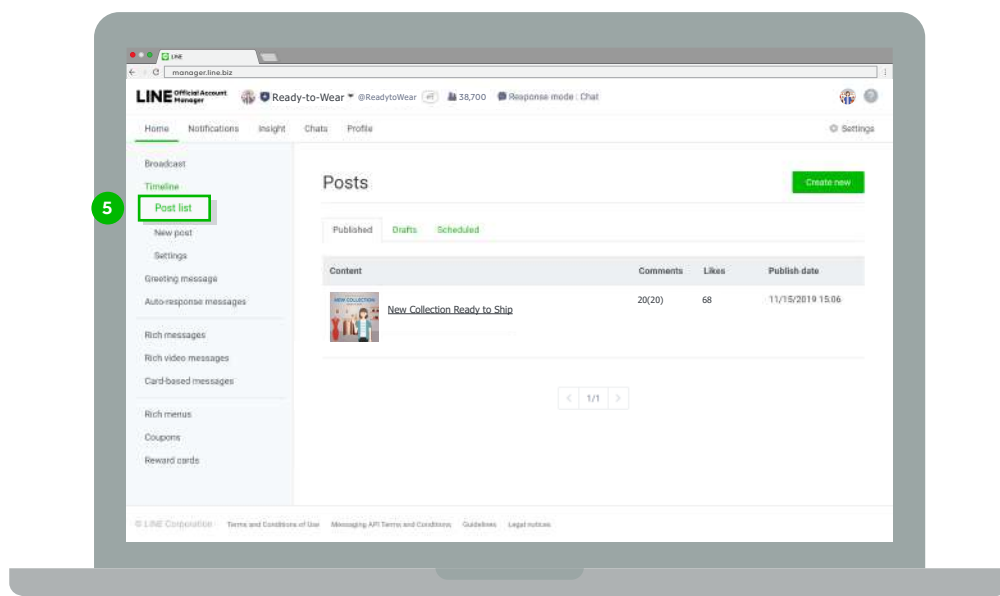 LINE
manager.line.biz
LINE Official Account Manager Ready-to-Wear @ReadytoWear 38,700 Response mode : Chat
Home Notifications Insight Chats Profile Settings
Broadcast
Timeline
5 Post list
New post
Settings
Greeting message
Auto-response messages
Rich messages
Rich video messages
Card-based messages
Rich menus
Coupons
Reward cards
Posts Create new
Published Drafts Scheduled
Content Comments Likes Publish date
NEW COLLECTION
New Collection Ready to Ship 20(20) 68 11/15/2019 15.06
< 1/1 >
© LINE Corporation Terms and Conditions of Use Messaging API Terms and Conditions Guidelines Legal notices